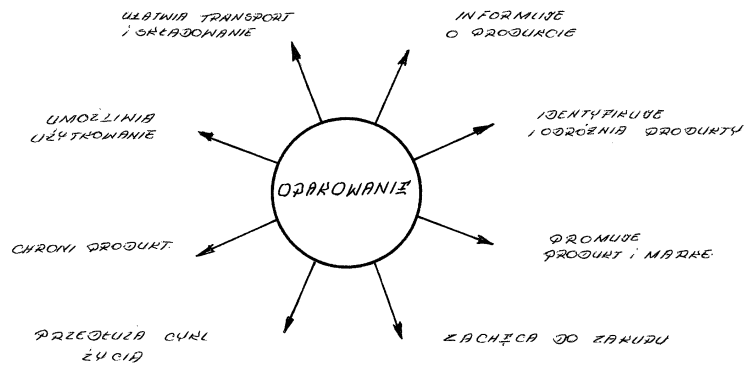 UŁATWIA TRANSPORT
i SKŁADOWANIE
INFORMUJE
O PRODUKCIE
UMOŻLIWIA
UŻYTKOWANIE
IDENTYFIKUJE
i ODRÓŻNIA PRODUKTY
OPAKOWANIE
CHRONI PRODUKT.
PROMUJE
PRODUKT i MARKĘ.
PRZEDŁUŻA CYKL
ŻYCIA
ZACHĘCA DO ZAKUPU